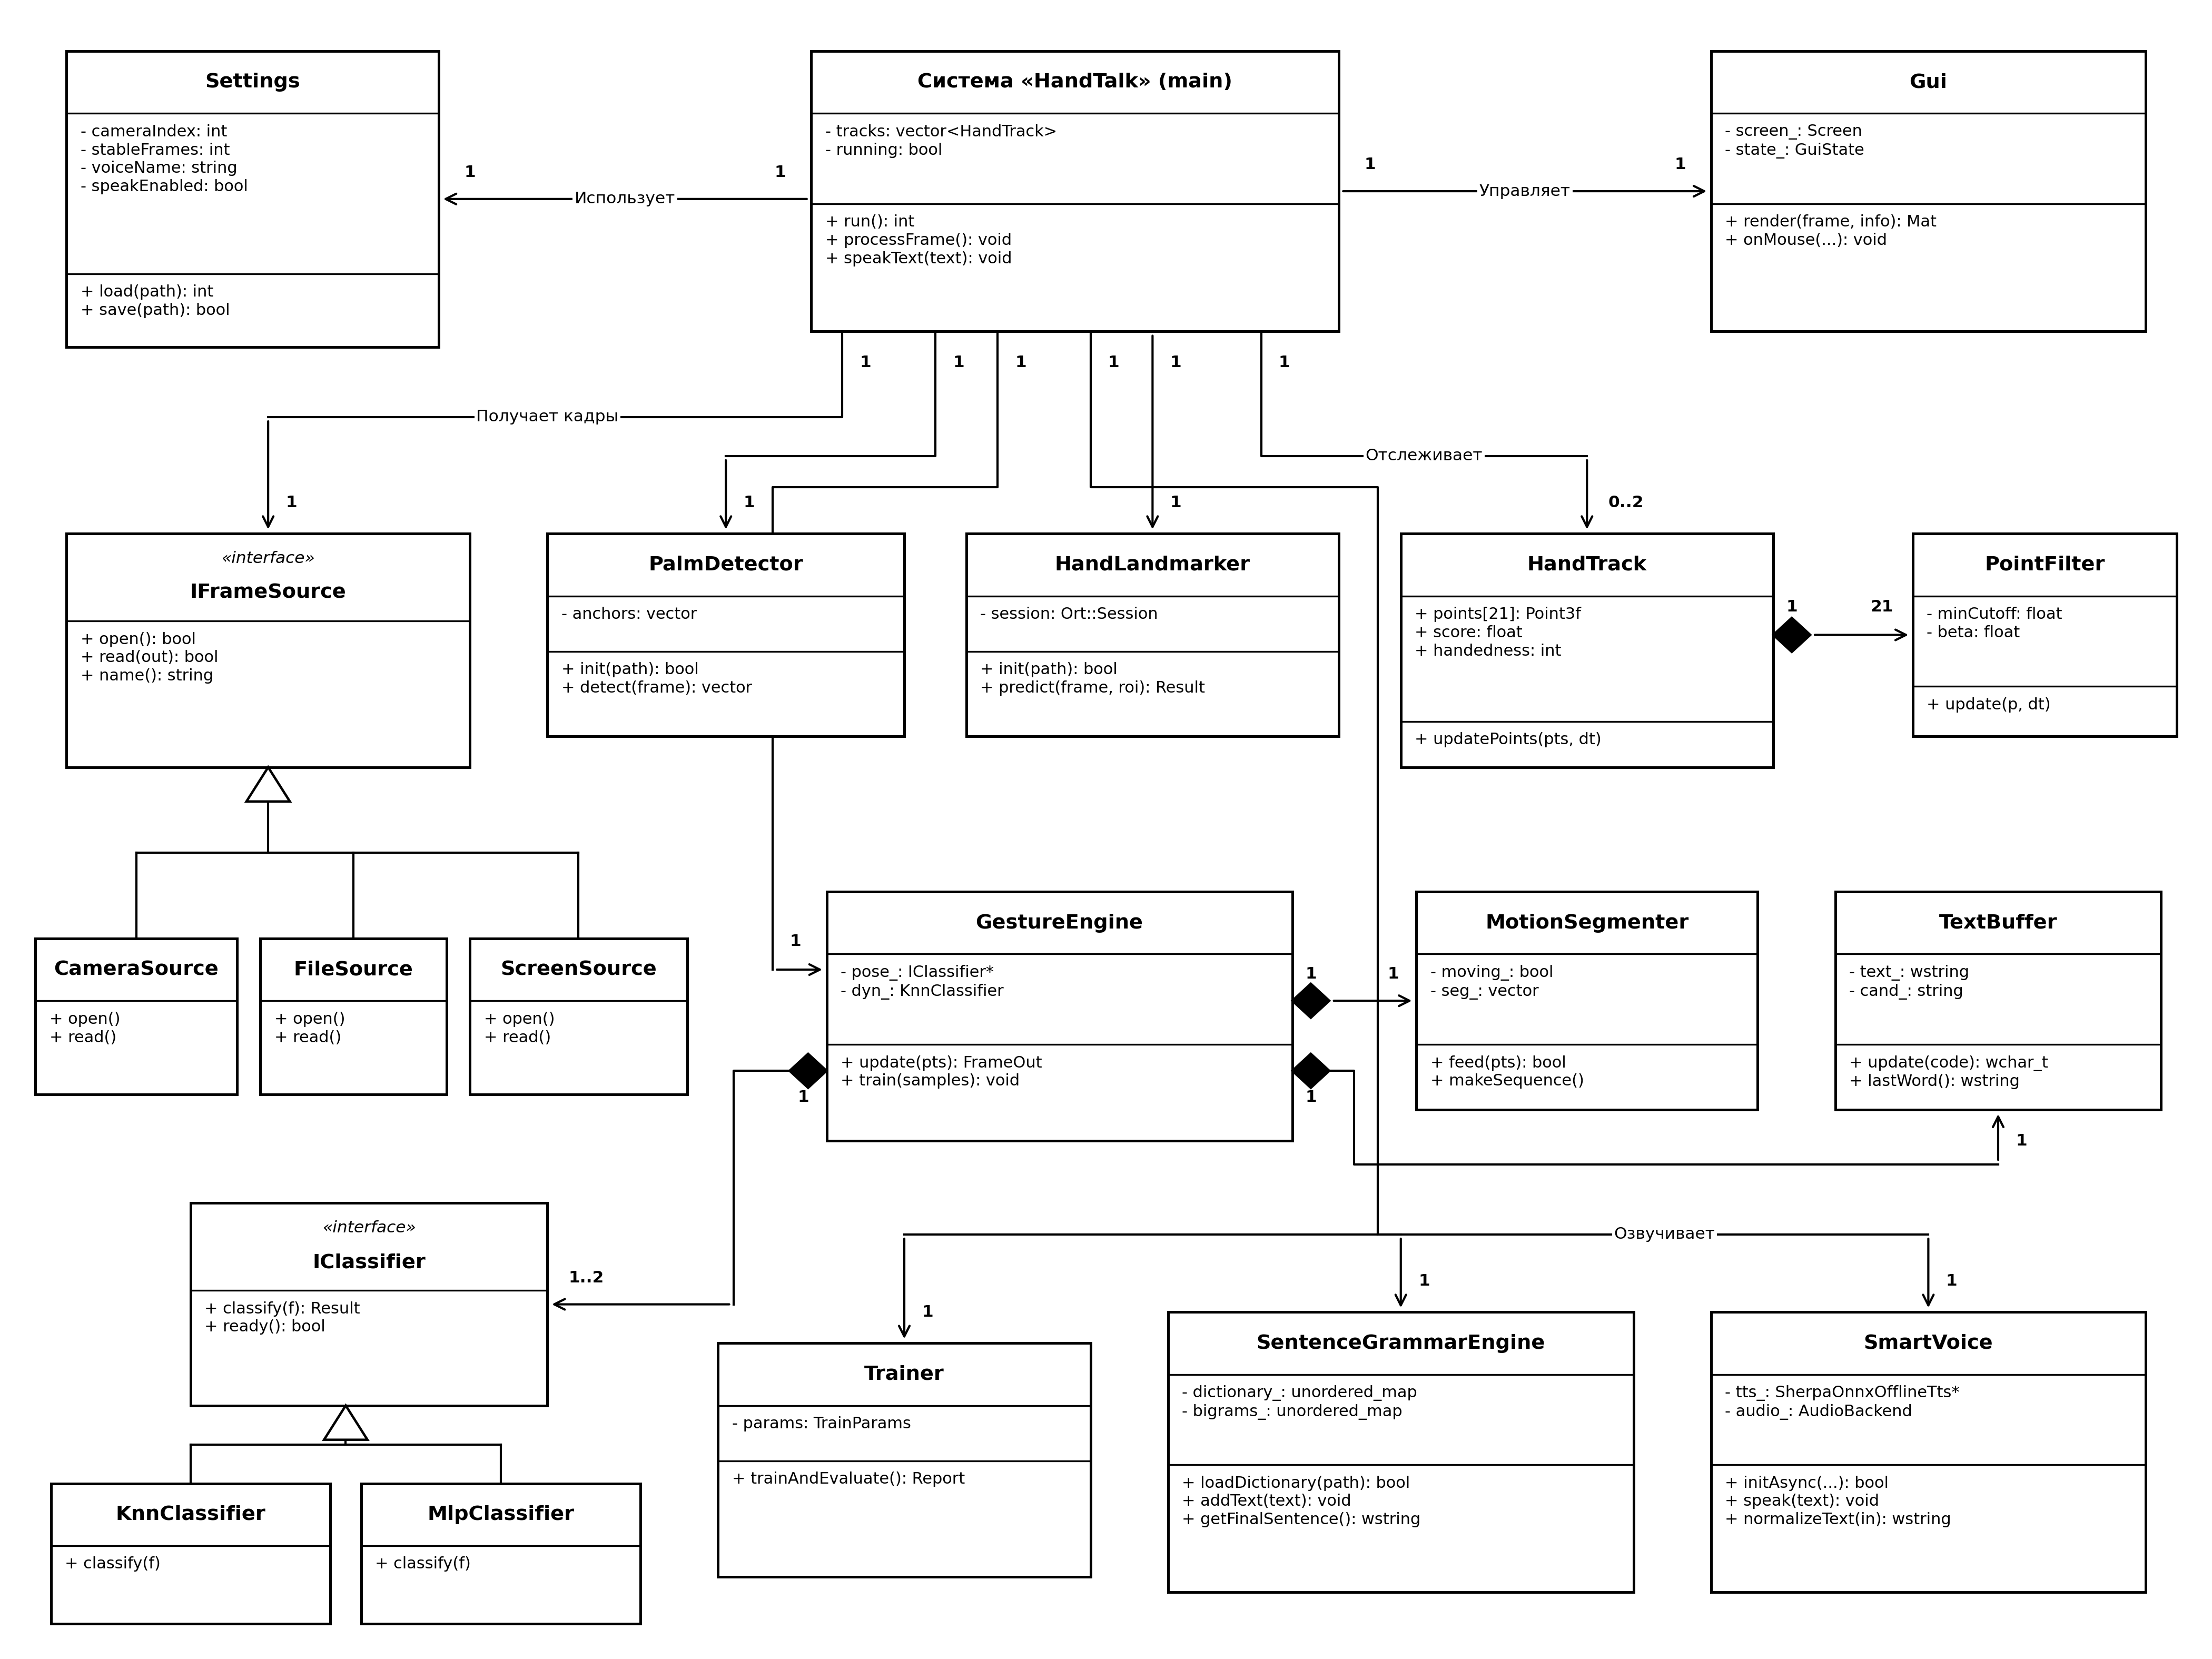 Settings
- cameraIndex: int
- stableFrames: int
- voiceName: string
- speakEnabled: bool
+ load(path): int
+ save(path): bool
1
Использует
1
Система «HandTalk» (main)
- tracks: vector<HandTrack>
- running: bool
+ run(): int
+ processFrame(): void
+ speakText(text): void
1
Управляет
1
Gui
- screen_: Screen
- state_: GuiState
+ render(frame, info): Mat
+ onMouse(...): void
1
1
1
1
1
1
Получает кадры
Отслеживает
1
1
1
0..2
«interface»
IFrameSource
+ open(): bool
+ read(out): bool
+ name(): string
PalmDetector
- anchors: vector
+ init(path): bool
+ detect(frame): vector
HandLandmarker
- session: Ort::Session
+ init(path): bool
+ predict(frame, roi): Result
HandTrack
+ points[21]: Point3f
+ score: float
+ handedness: int
+ updatePoints(pts, dt)
1
21
PointFilter
- minCutoff: float
- beta: float
+ update(p, dt)
CameraSource
+ open()
+ read()
FileSource
+ open()
+ read()
ScreenSource
+ open()
+ read()
1
GestureEngine
- pose_: IClassifier*
- dyn_: KnnClassifier
+ update(pts): FrameOut
+ train(samples): void
1
1
1
1
MotionSegmenter
- moving_: bool
- seg_: vector
+ feed(pts): bool
+ makeSequence()
TextBuffer
- text_: wstring
- cand_: string
+ update(code): wchar_t
+ lastWord(): wstring
1
«interface»
IClassifier
+ classify(f): Result
+ ready(): bool
1..2
Озвучивает
1
1
1
KnnClassifier
+ classify(f)
MlpClassifier
+ classify(f)
Trainer
- params: TrainParams
+ trainAndEvaluate(): Report
SentenceGrammarEngine
- dictionary_: unordered_map
- bigrams_: unordered_map
+ loadDictionary(path): bool
+ addText(text): void
+ getFinalSentence(): wstring
SmartVoice
- tts_: SherpaOnnxOfflineTts*
- audio_: AudioBackend
+ initAsync(...): bool
+ speak(text): void
+ normalizeText(in): wstring